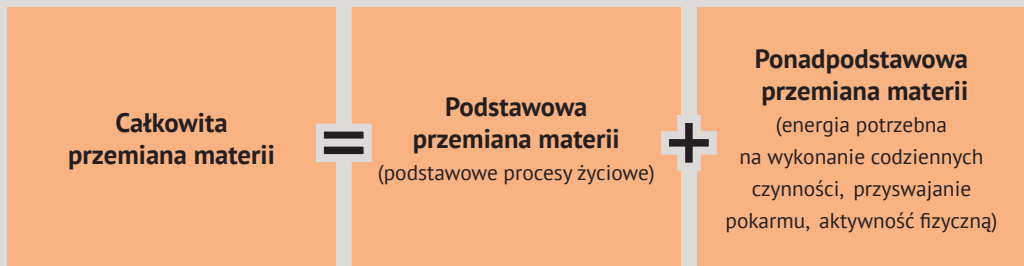 Całkowita
przemiana materii
=
Podstawowa
przemiana materii
(podstawowe procesy życiowe)
+
Ponadpodstawowa
przemiana materii
(energia potrzebna
na wykonanie codziennych
czynności, przyswajanie
pokarmu, aktywność fizyczną)